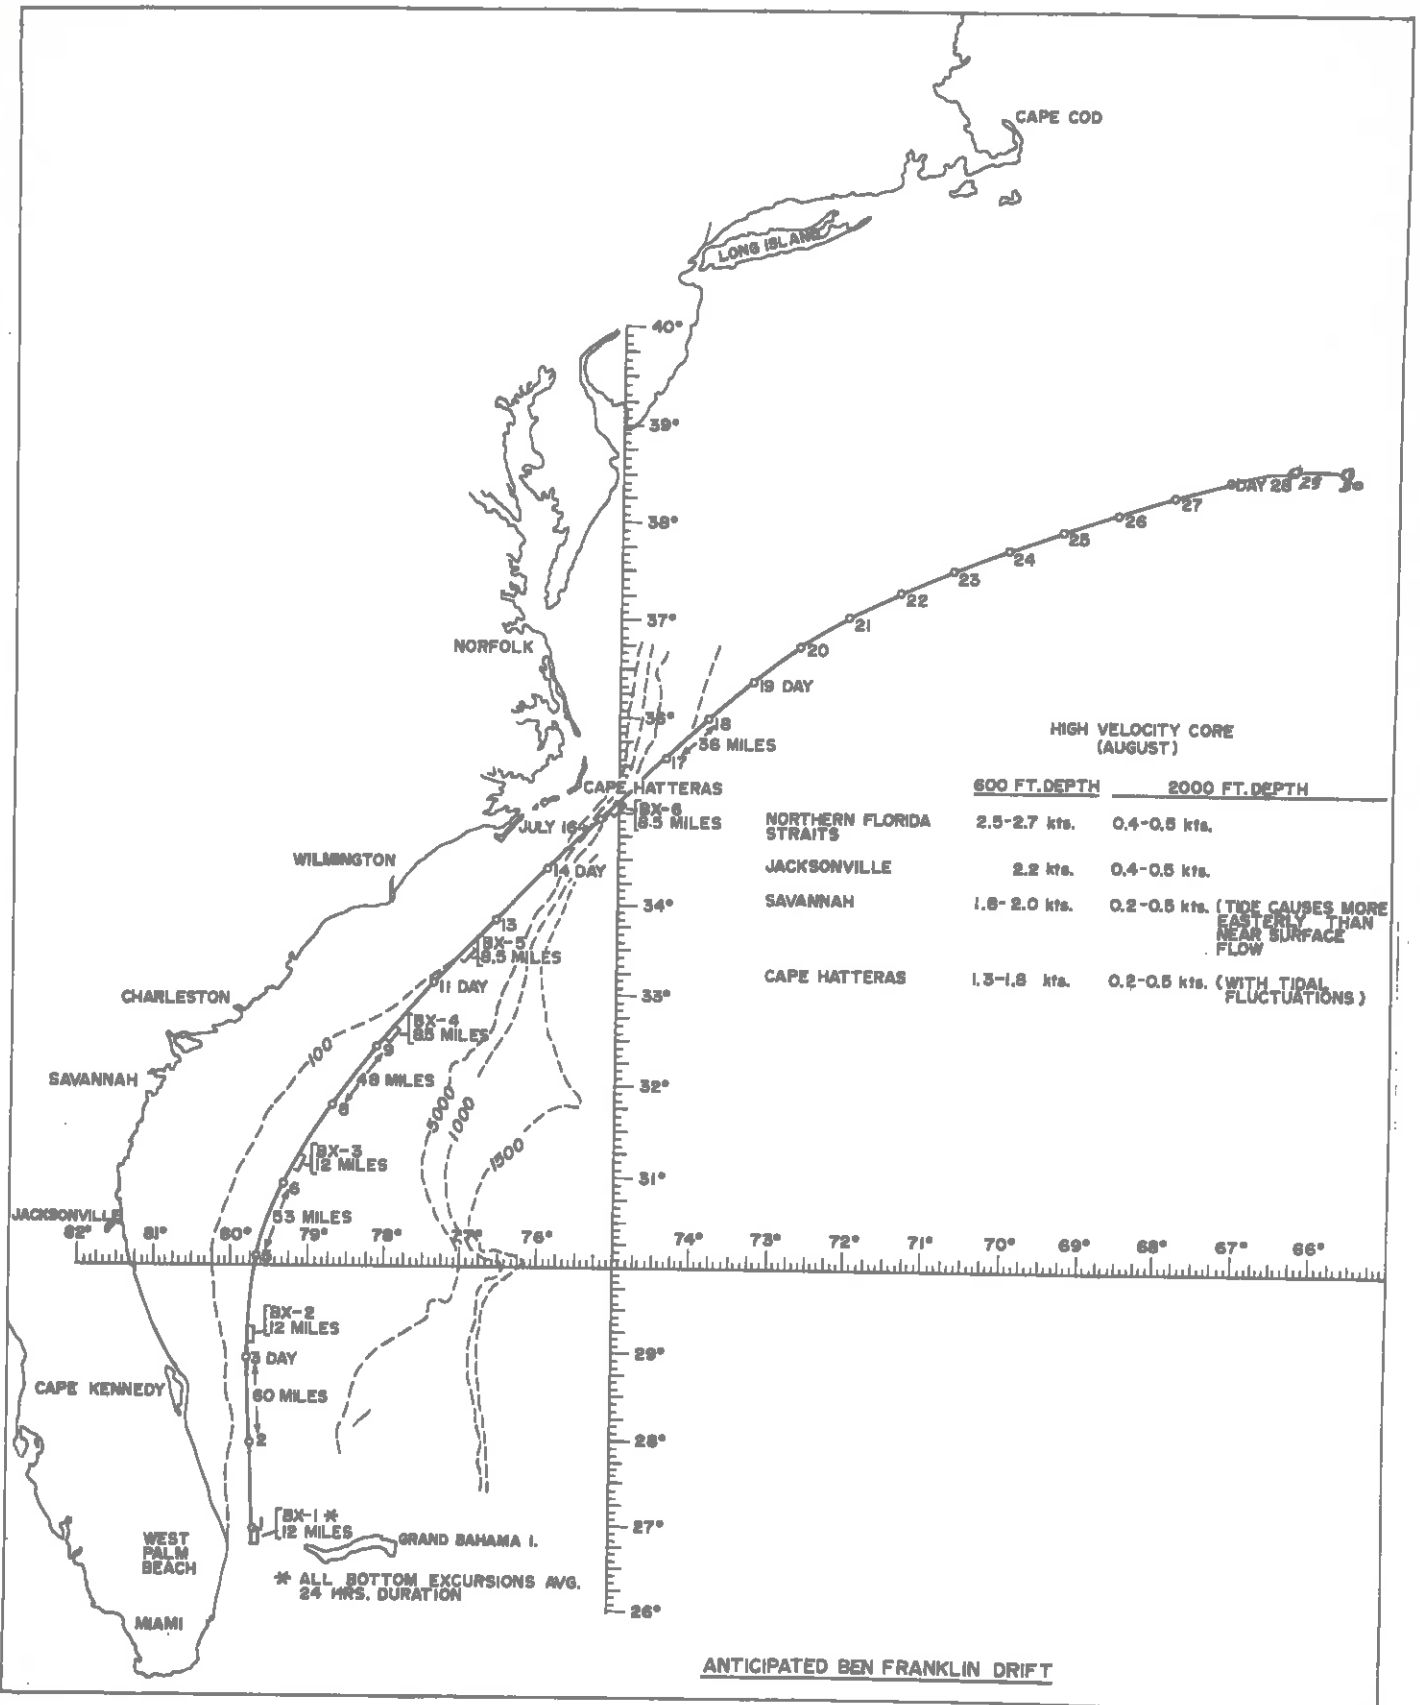 CAPE COD
LONG ISLAND
40°
39°
38°
37°
36°
34°
33°
32°
31°
29°
28°
27°
26°
DAY 28 29 30
27
26
25
24
23
22
21
20
19 DAY
18
36 MILES
17
NORFOLK
CAPE HATTERAS
BX-6
8.5 MILES
JULY 16
14 DAY
WILMINGTON
13
BX-5
8.5 MILES
11 DAY
CHARLESTON
BX-4
8.5 MILES
9
100
48 MILES
SAVANNAH
8
5000
1000
1500
BX-3
12 MILES
6
53 MILES
JACKSONVILLE
82° 81° 80° 79° 78° 77° 76° 74° 73° 72° 71° 70° 69° 68° 67° 66°
5
BX-2
12 MILES
3 DAY
CAPE KENNEDY
60 MILES
2
BX-1 *
1
12 MILES
GRAND BAHAMA I.
WEST
PALM
BEACH
* ALL BOTTOM EXCURSIONS AVG.
24 HRS. DURATION
MIAMI
HIGH VELOCITY CORE
(AUGUST)
600 FT. DEPTH 2000 FT. DEPTH
NORTHERN FLORIDA 2.5-2.7 kts. 0.4-0.6 kts.
STRAITS
JACKSONVILLE 2.2 kts. 0.4-0.5 kts.
SAVANNAH 1.8-2.0 kts. 0.2-0.5 kts. (TIDE CAUSES MORE
EASTERLY THAN
NEAR SURFACE
FLOW
CAPE HATTERAS 1.3-1.8 kts. 0.2-0.5 kts. (WITH TIDAL
FLUCTUATIONS)
ANTICIPATED BEN FRANKLIN DRIFT